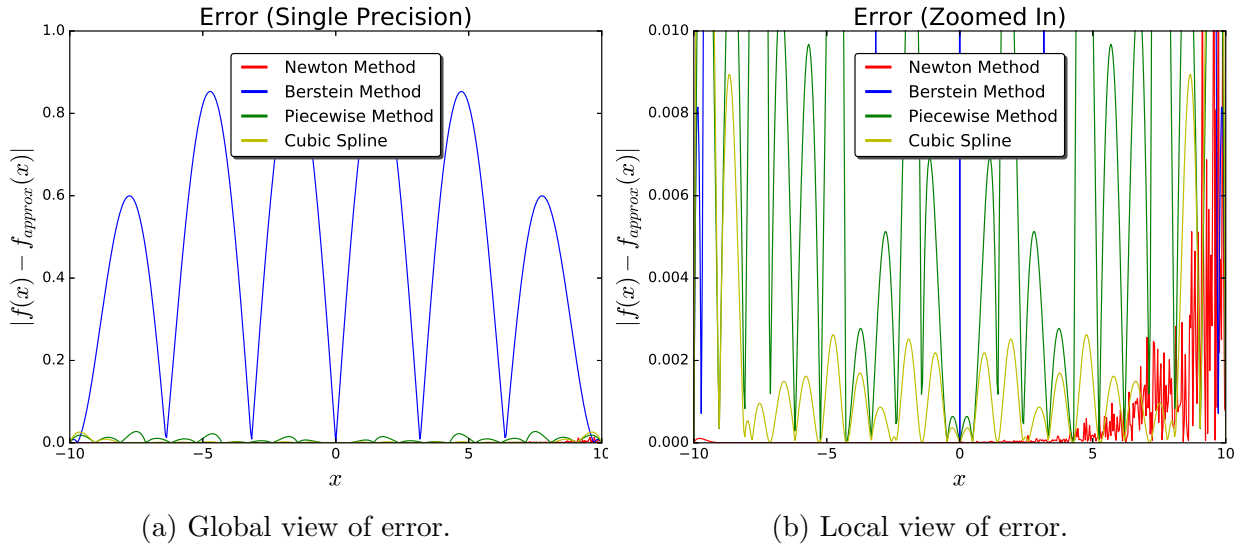 Error (Single Precision)
1.0
0.8
0.6
0.4
0.2
0.0
−10
−5
0
5
10
x
|f(x) − f_approx(x)|
Newton Method
Berstein Method
Piecewise Method
Cubic Spline
(a) Global view of error.
Error (Zoomed In)
0.010
0.008
0.006
0.004
0.002
0.000
−10
−5
0
5
10
x
|f(x) − f_approx(x)|
Newton Method
Berstein Method
Piecewise Method
Cubic Spline
(b) Local view of error.